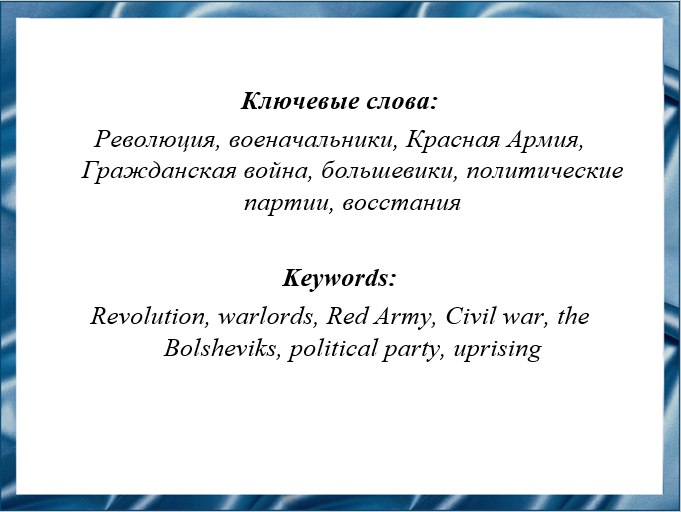 Ключевые слова:
Революция, военачальники, Красная Армия,
Гражданская война, большевики, политические
партии, восстания
Keywords:
Revolution, warlords, Red Army, Civil war, the
Bolsheviks, political party, uprising